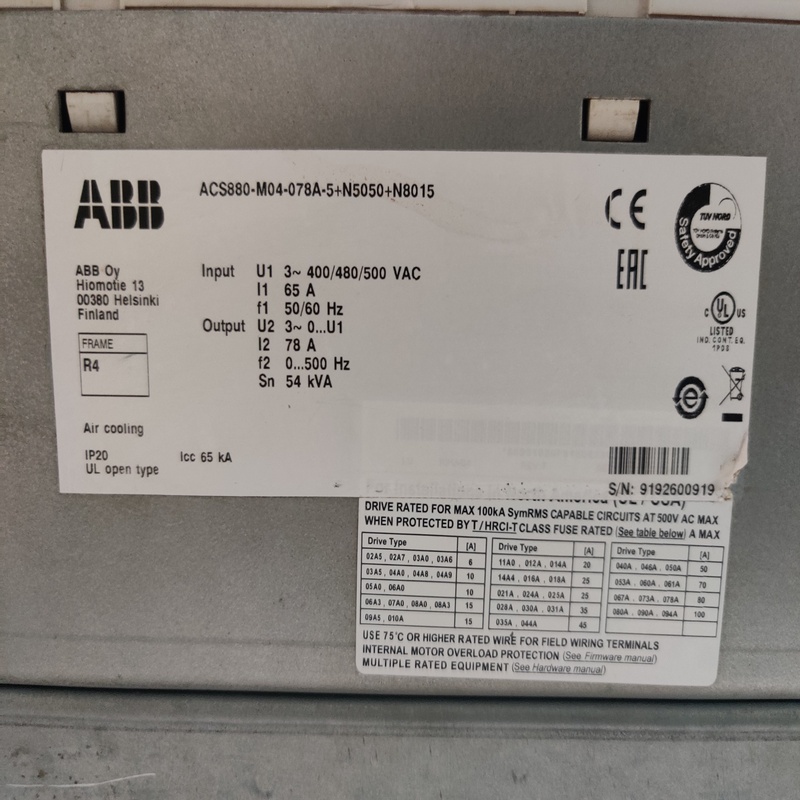 ABB
ACS880-M04-078A-5+N5050+N8015
ABB Oy
Hiomotie 13
00380 Helsinki
Finland
FRAME
R4
Air cooling
IP20
UL open type
Icc 65 kA
Input U1 3~ 400/480/500 VAC
I1 65 A
f1 50/60 Hz
Output U2 3~ 0...U1
I2 78 A
f2 0...500 Hz
Sn 54 kVA
CE
TUV NORD
Safety Approved
EAC
C UL US
LISTED
IND. CONT. EQ.
1PDS
S/N: 9192600919
DRIVE RATED FOR MAX 100kA SymRMS CAPABLE CIRCUITS AT 500V AC MAX
WHEN PROTECTED BY T / HRCI-T CLASS FUSE RATED (See table below) A MAX
Drive Type [A] Drive Type [A] Drive Type [A]
02A5 , 02A7 , 03A0 , 03A6 6 11A0 , 012A , 014A 20 040A . 046A . 050A 50
03A5 , 04A0 , 04A8 , 04A9 10 14A4 , 016A , 018A 25 053A . 060A . 061A 70
05A0 , 06A0 10 021A , 024A , 025A 25 067A . 073A . 078A 80
06A3 , 07A0 , 08A0 , 08A3 15 028A , 030A , 031A 35 080A . 090A . 094A 100
09A5 , 010A 15 035A , 044A 45
USE 75°C OR HIGHER RATED WIRE FOR FIELD WIRING TERMINALS
INTERNAL MOTOR OVERLOAD PROTECTION (See Firmware manual)
MULTIPLE RATED EQUIPMENT (See Hardware manual)